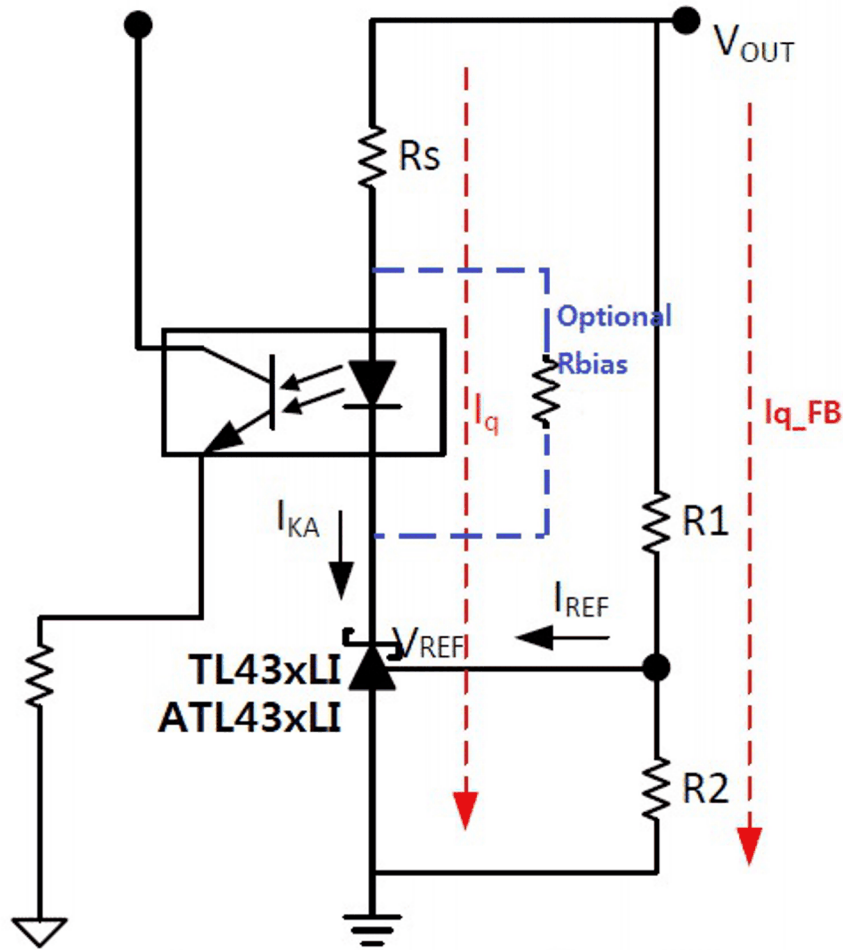 VOUT
Rs
Optional
Rbias
Iq
Iq_FB
IKA
R1
IREF
VREF
TL43xLI
ATL43xLI
R2